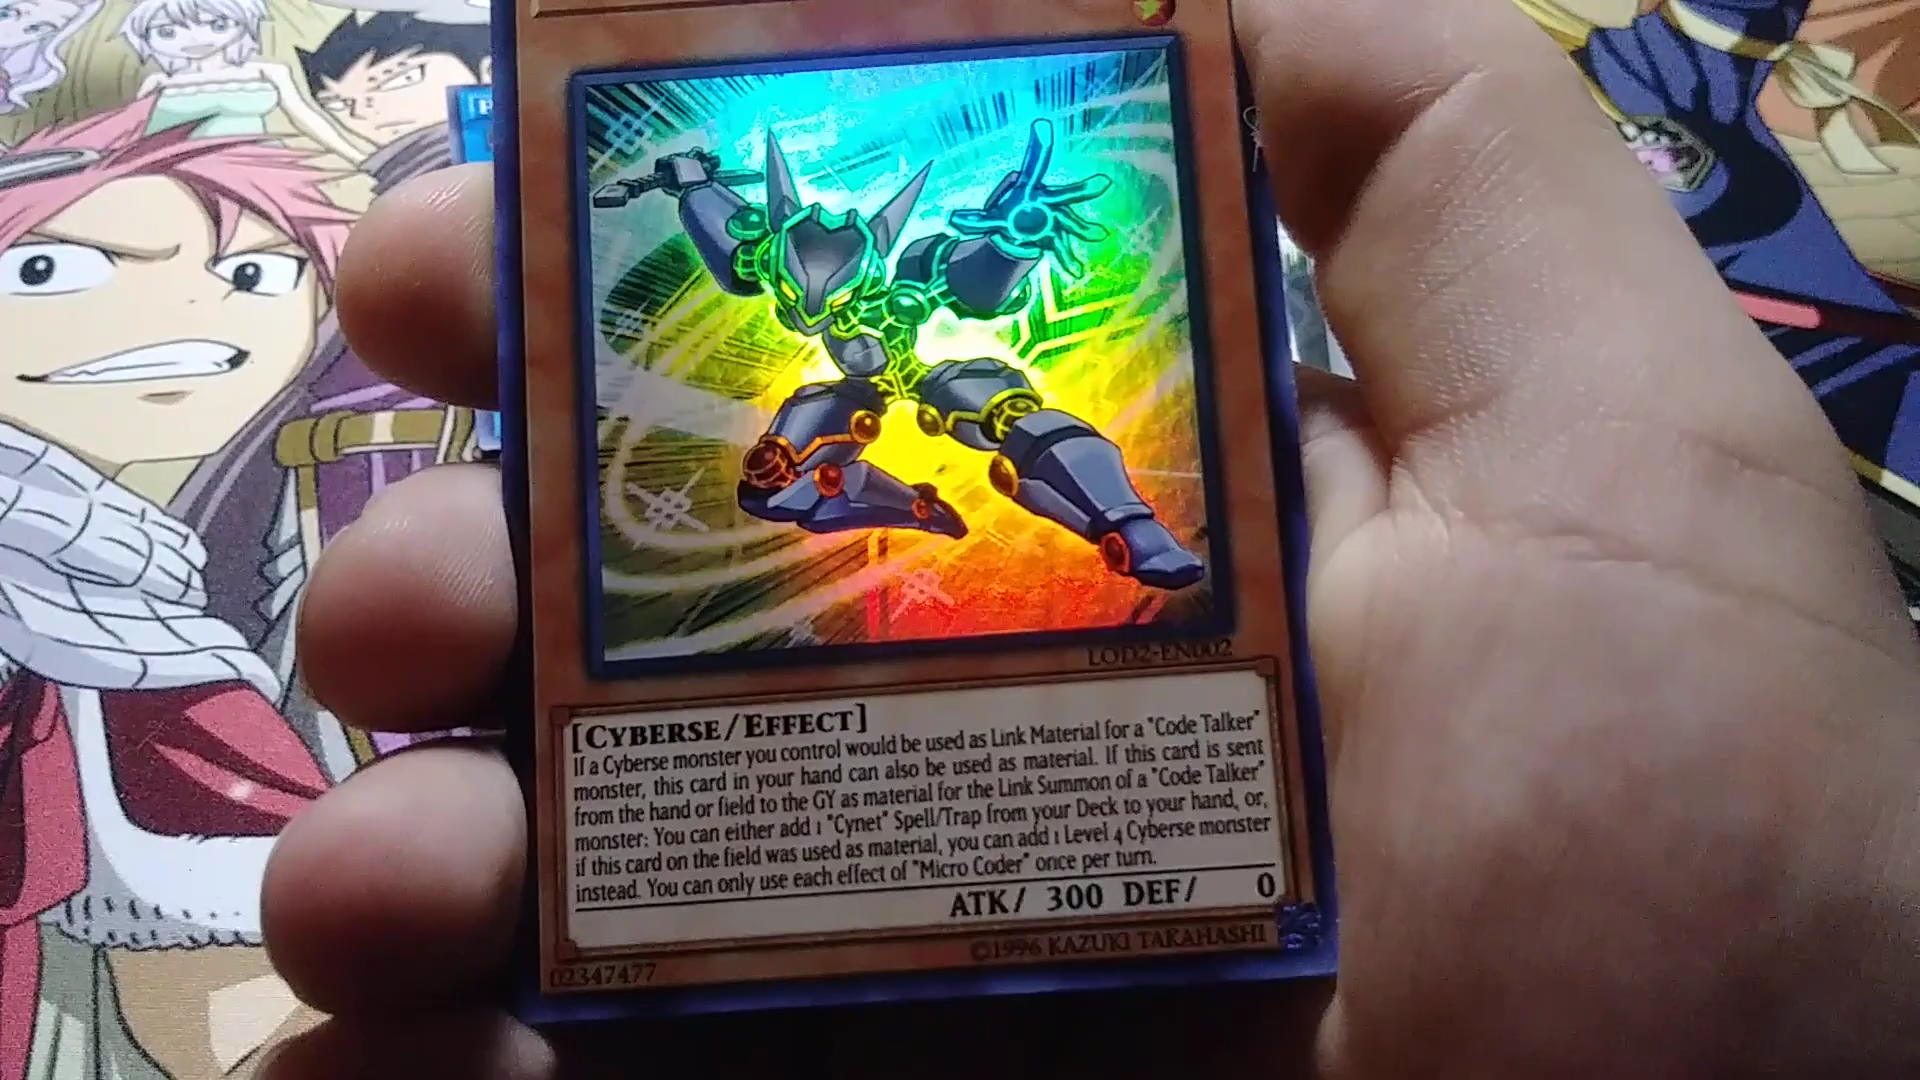 LOD2-EN002
[CYBERSE/EFFECT]
If a Cyberse monster you control would be used as Link Material for a "Code Talker"
monster, this card in your hand can also be used as material. If this card is sent
from the hand or field to the GY as material for the Link Summon of a "Code Talker"
monster: You can either add 1 "Cynet" Spell/Trap from your Deck to your hand, or,
if this card on the field was used as material, you can add 1 Level 4 Cyberse monster
instead. You can only use each effect of "Micro Coder" once per turn.
ATK/ 300 DEF/ 0
02347477 ©1996 KAZUKI TAKAHASHI